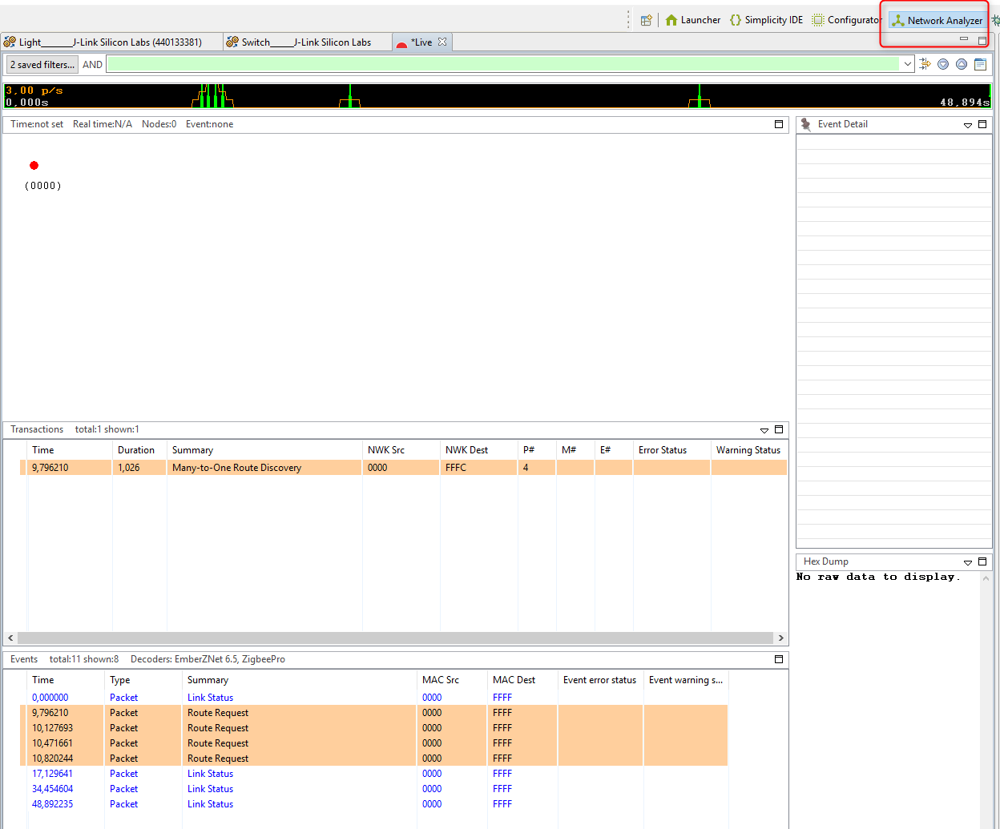 Launcher {} Simplicity IDE Configurator Network Analyzer
Light_______J-Link Silicon Labs (440133381) Switch_____J-Link Silicon Labs *Live
2 saved filters... AND
3,00 p/s
0,000s 48,894s
Time:not set Real time:N/A Nodes:0 Event:none
Event Detail
(0000)
Transactions total:1 shown:1
Time Duration Summary NWK Src NWK Dest P# M# E# Error Status Warning Status
9,796210 1,026 Many-to-One Route Discovery 0000 FFFC 4
Hex Dump
No raw data to display.
Events total:11 shown:8 Decoders: EmberZNet 6.5, ZigbeePro
Time Type Summary MAC Src MAC Dest Event error status Event warning s...
0,000000 Packet Link Status 0000 FFFF
9,796210 Packet Route Request 0000 FFFF
10,127693 Packet Route Request 0000 FFFF
10,471661 Packet Route Request 0000 FFFF
10,820244 Packet Route Request 0000 FFFF
17,129641 Packet Link Status 0000 FFFF
34,454604 Packet Link Status 0000 FFFF
48,892235 Packet Link Status 0000 FFFF